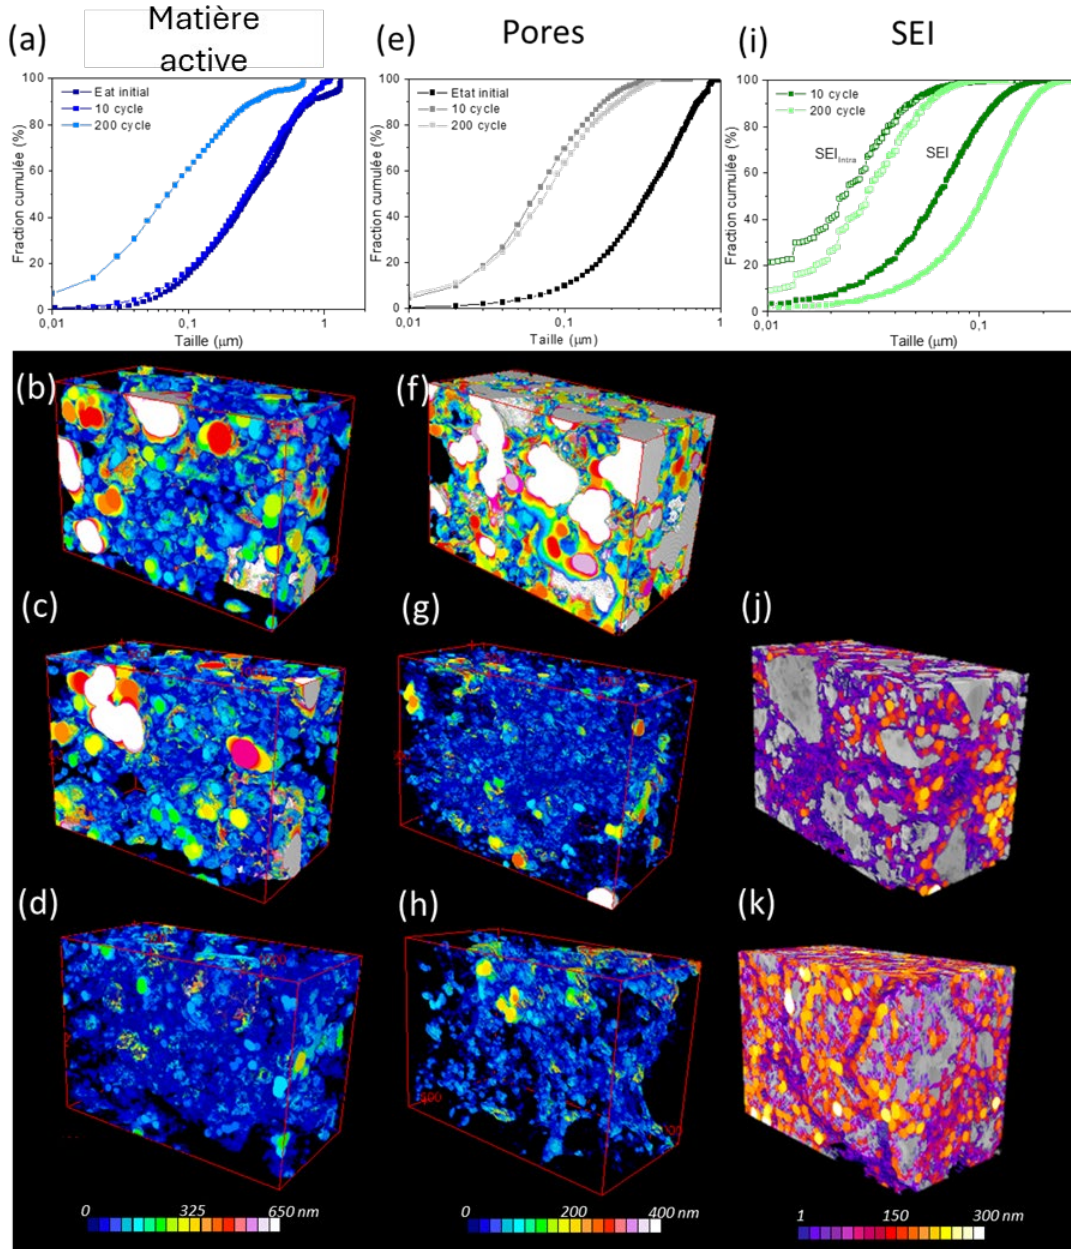 (a)
Matière
active
(e)
Pores
(i)
SEI
Fraction cumulée (%)
100
80
60
40
20
0
Eat initial
10 cycle
200 cycle
0,01
0,1
1
Taille (µm)
Fraction cumulée (%)
100
80
60
40
20
0
Etat initial
10 cycle
200 cycle
0,01
0,1
1
Taille (µm)
Fraction cumulée (%)
100
80
60
40
20
0
10 cycle
200 cycle
SEIIntra
SEI
0,01
0,1
Taille (µm)
(b)
(f)
(c)
(g)
(j)
(d)
(h)
(k)
0 325 650 nm
0 200 400 nm
1 150 300 nm